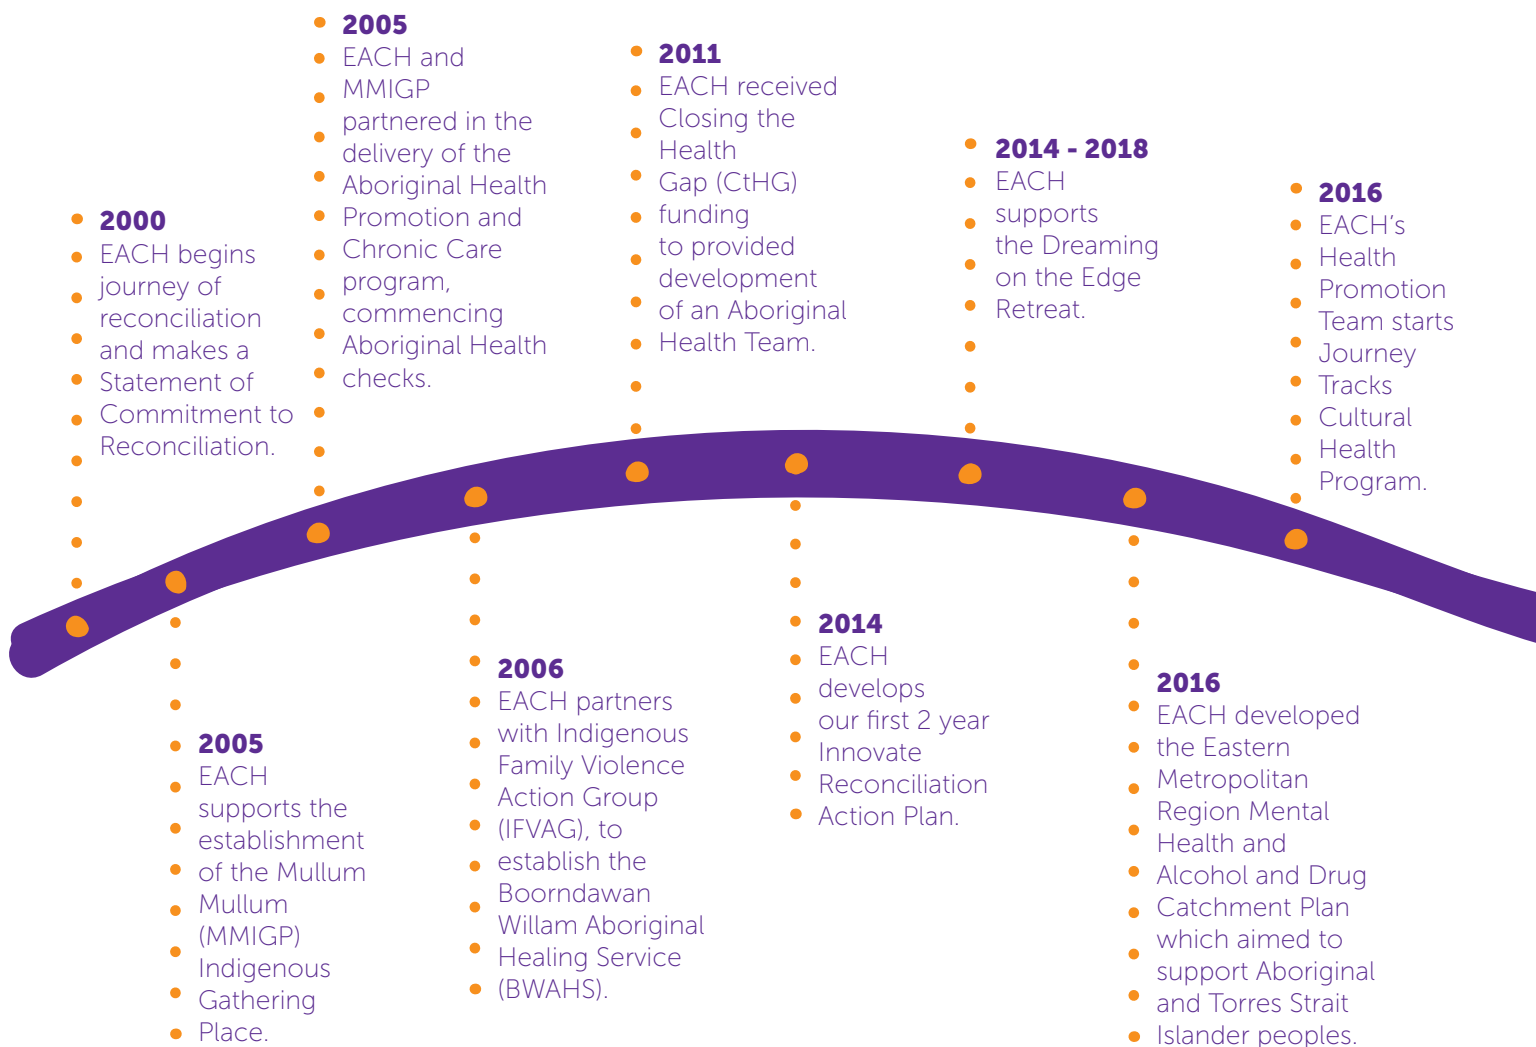 2000
EACH begins
journey of
reconciliation
and makes a
Statement of
Commitment to
Reconciliation.
2005
EACH
supports the
establishment
of the Mullum
Mullum
(MMIGP)
Indigenous
Gathering
Place.
2005
EACH and
MMIGP
partnered in the
delivery of the
Aboriginal Health
Promotion and
Chronic Care
program,
commencing
Aboriginal Health
checks.
2006
EACH partners
with Indigenous
Family Violence
Action Group
(IFVAG), to
establish the
Boorndawan
Willam Aboriginal
Healing Service
(BWAHS).
2011
EACH received
Closing the
Health
Gap (CtHG)
funding
to provided
development
of an Aboriginal
Health Team.
2014
EACH
develops
our first 2 year
Innovate
Reconciliation
Action Plan.
2014 - 2018
EACH
supports
the Dreaming
on the Edge
Retreat.
2016
EACH developed
the Eastern
Metropolitan
Region Mental
Health and
Alcohol and Drug
Catchment Plan
which aimed to
support Aboriginal
and Torres Strait
Islander peoples.
2016
EACH’s
Health
Promotion
Team starts
Journey
Tracks
Cultural
Health
Program.